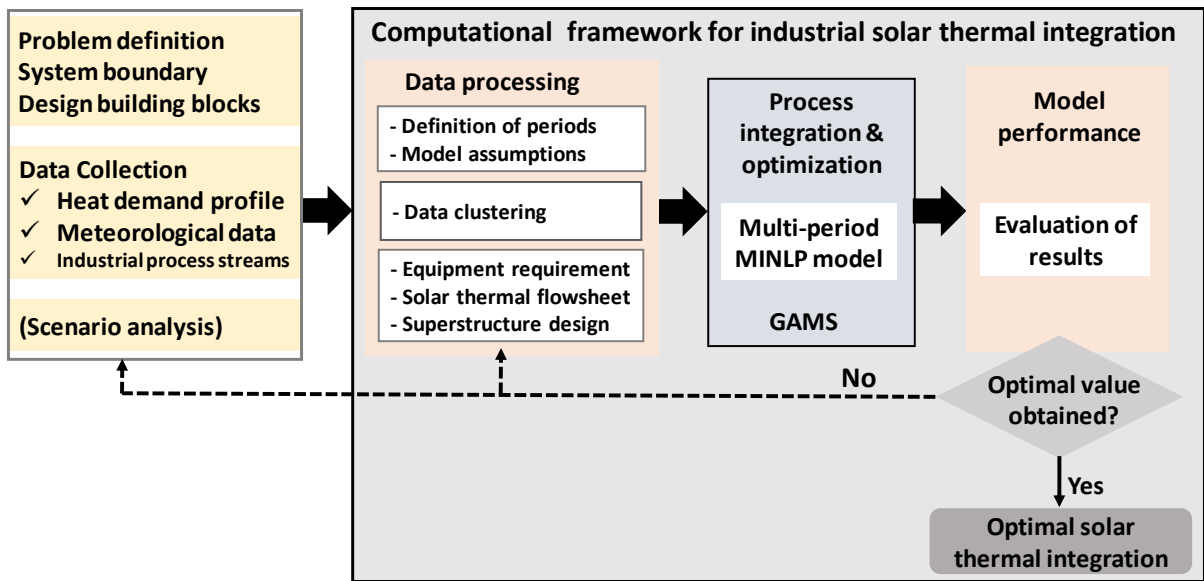 Problem definition
System boundary
Design building blocks
Data Collection
✓ Heat demand profile
✓ Meteorological data
✓ Industrial process streams
(Scenario analysis)
Computational framework for industrial solar thermal integration
Data processing
- Definition of periods
- Model assumptions
- Data clustering
- Equipment requirement
- Solar thermal flowsheet
- Superstructure design
Process
integration &
optimization
Multi-period
MINLP model
GAMS
Model
performance
Evaluation of
results
No
Optimal value
obtained?
Yes
Optimal solar
thermal integration